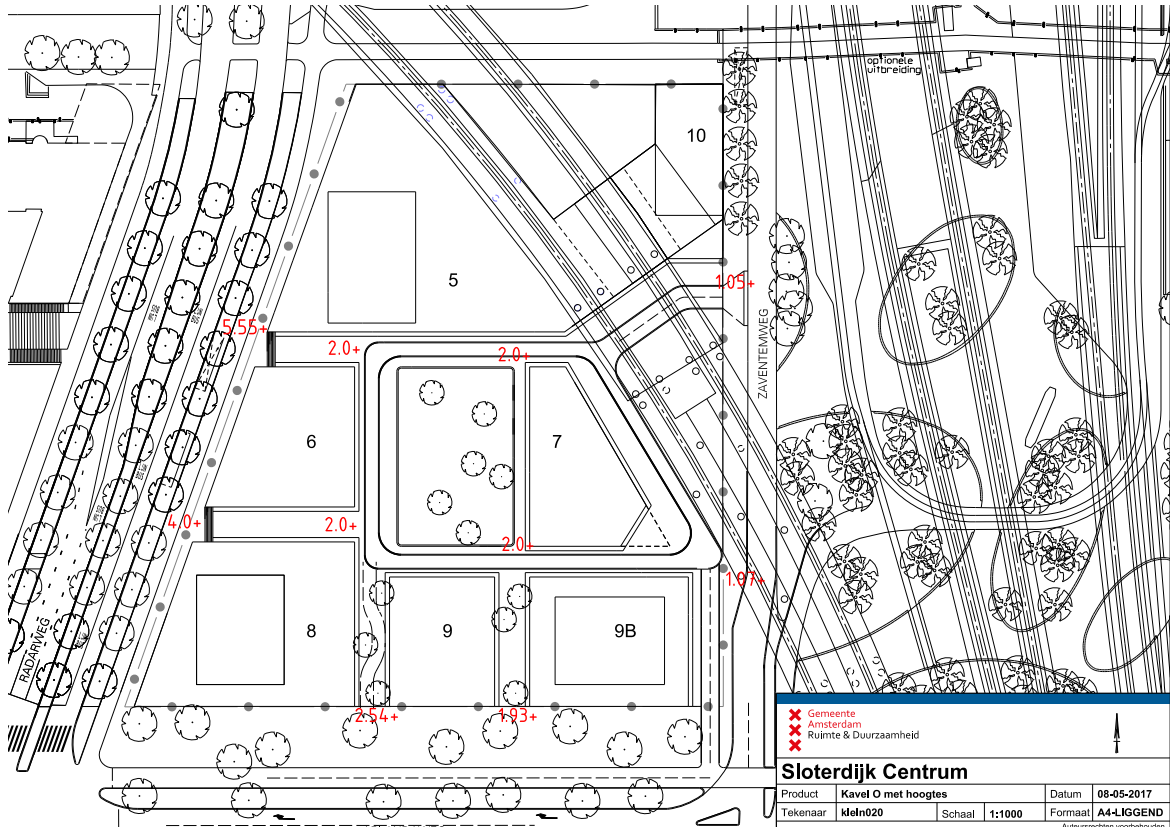 optionele
uitbreiding
10
5
1.05+
5.55+
2.0+
2.0+
ZAVENTEMWEG
6
7
4.0+
2.0+
2.0+
1.07+
RADARWEG
8
9
9B
2.54+
1.93+
Gemeente
Amsterdam
Ruimte & Duurzaamheid
Sloterdijk Centrum
Product Kavel O met hoogtes Datum 08-05-2017
Tekenaar kleln020 Schaal 1:1000 Formaat A4-LIGGEND
Auteursrechten voorbehouden